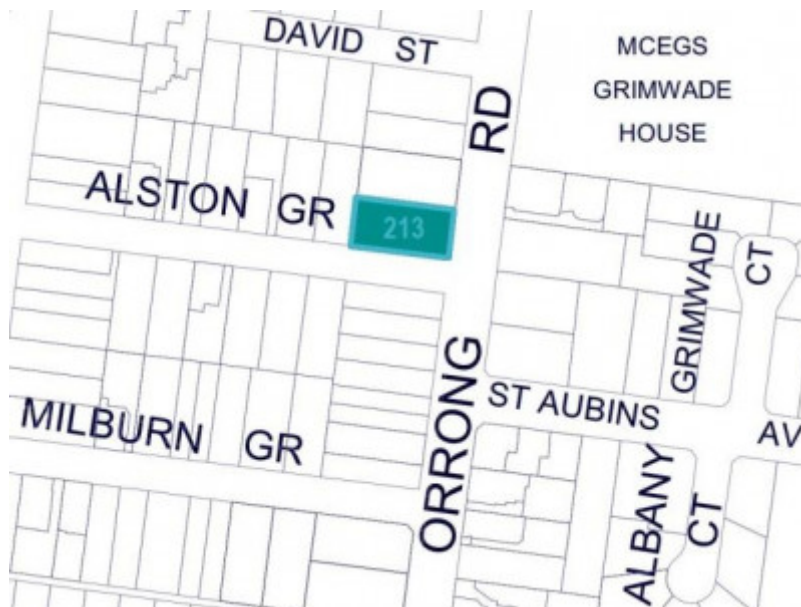 DAVID ST
MCEGS
GRIMWADE
HOUSE
RD
ALSTON GR
213
GRIMWADE
CT
ORRONG
ST AUBINS
AV
MILBURN GR
ALBANY
CT